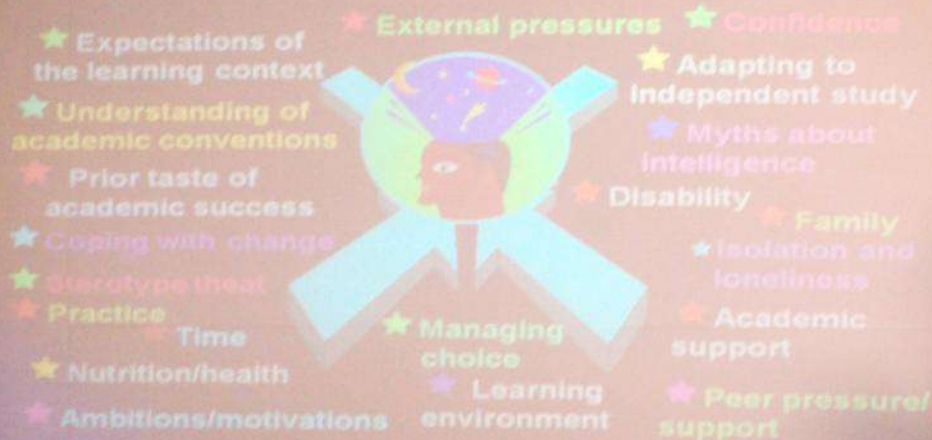 External pressures
Confidence
Expectations of
the learning context
Adapting to
independent study
Understanding of
academic conventions
Myths about
intelligence
Prior taste of
academic success
Disability
Family
Coping with change
Isolation and
loneliness
Sterotype theat
Practice
Time
Managing
choice
Academic
support
Nutrition/health
Learning
environment
Ambitions/motivations
Peer pressure/
support